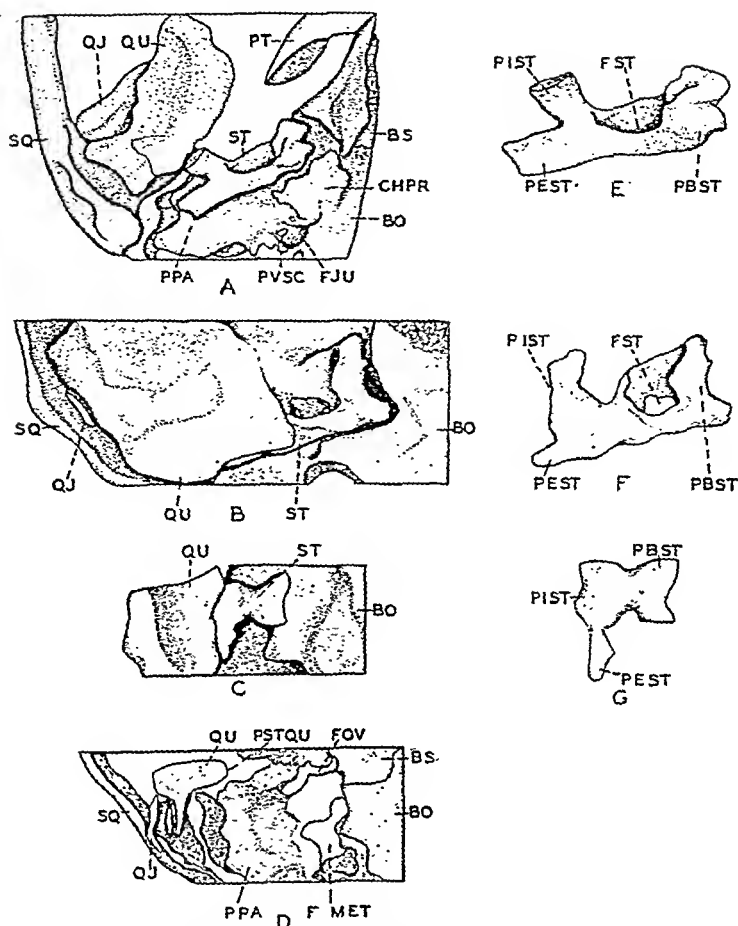 QJ QU PT
SQ ST BS
CHPR
BO
PPA PVSC FJU
A
PIST FST
PEST E PBST
SQ QJ QU ST BO
B
PIST FST
PEST F PBST
QU ST
BO
C
PBST
PIST
PEST
G
QU PSTQU FOV
BS
SQ BO
QJ
PPA F MET
D